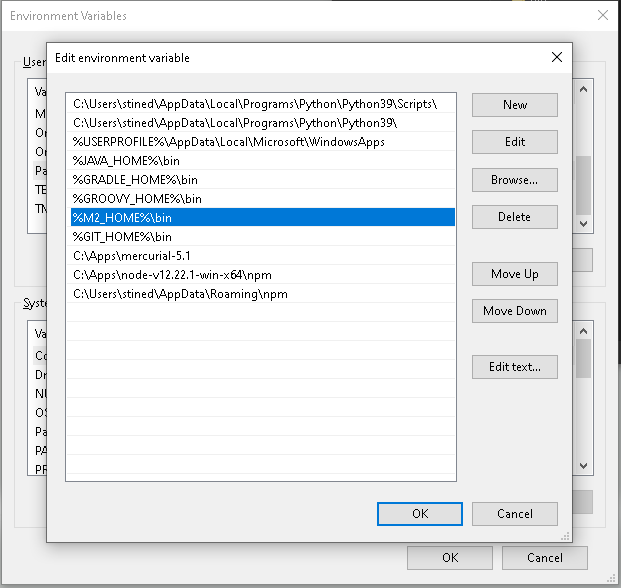 Environment Variables
User
Edit environment variable
C:\Users\stined\AppData\Local\Programs\Python\Python39\Scripts\
C:\Users\stined\AppData\Local\Programs\Python\Python39\
%USERPROFILE%\AppData\Local\Microsoft\WindowsApps
%JAVA_HOME%\bin
%GRADLE_HOME%\bin
%GROOVY_HOME%\bin
%M2_HOME%\bin
%GIT_HOME%\bin
C:\Apps\mercurial-5.1
C:\Apps\node-v12.22.1-win-x64\npm
C:\Users\stined\AppData\Roaming\npm
New
Edit
Browse...
Delete
Move Up
Move Down
Edit text...
OK
Cancel
Va
M
Or
Or
Pa
TE
TN
Syste
Va
Co
Dr
NU
OS
Pa
PA
PR
OK
Cancel